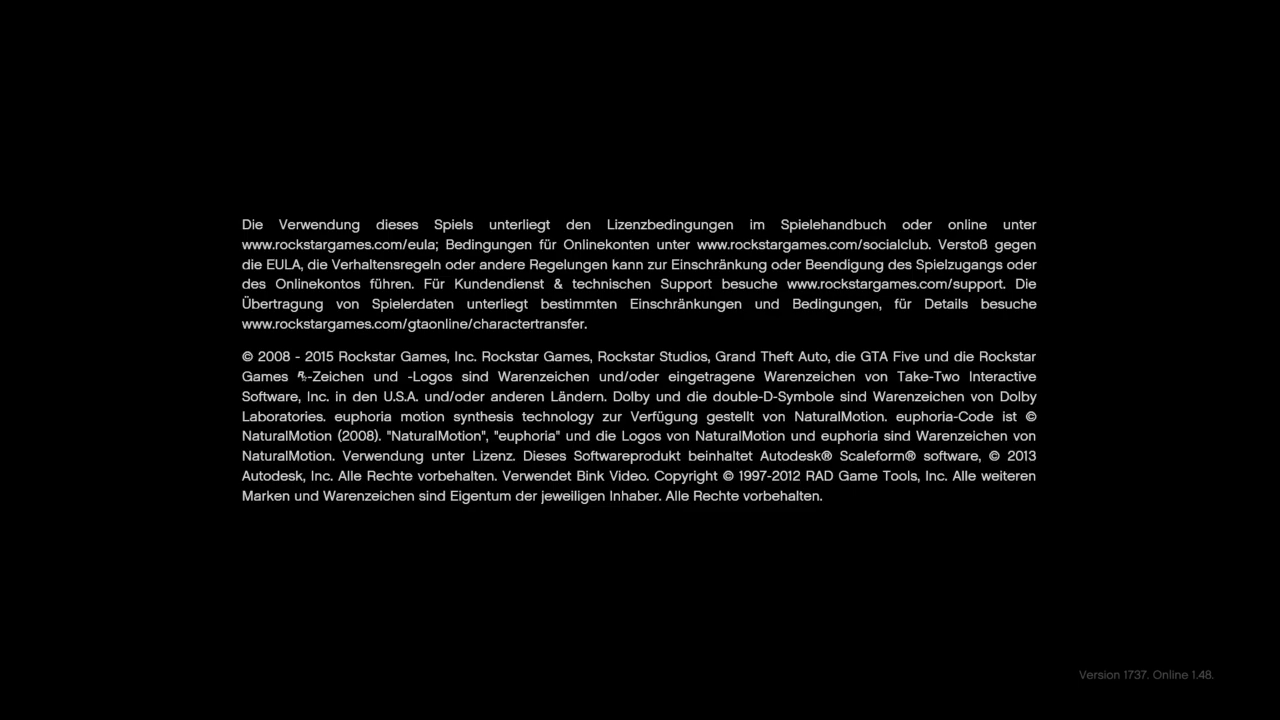 Die Verwendung dieses Spiels unterliegt den Lizenzbedingungen im Spielehandbuch oder online unter
www.rockstargames.com/eula; Bedingungen für Onlinekonten unter www.rockstargames.com/socialclub. Verstoß gegen
die EULA, die Verhaltensregeln oder andere Regelungen kann zur Einschränkung oder Beendigung des Spielzugangs oder
des Onlinekontos führen. Für Kundendienst & technischen Support besuche www.rockstargames.com/support. Die
Übertragung von Spielerdaten unterliegt bestimmten Einschränkungen und Bedingungen, für Details besuche
www.rockstargames.com/gtaonline/charactertransfer.
© 2008 - 2015 Rockstar Games, Inc. Rockstar Games, Rockstar Studios, Grand Theft Auto, die GTA Five und die Rockstar
Games R*-Zeichen und -Logos sind Warenzeichen und/oder eingetragene Warenzeichen von Take-Two Interactive
Software, Inc. in den U.S.A. und/oder anderen Ländern. Dolby und die double-D-Symbole sind Warenzeichen von Dolby
Laboratories. euphoria motion synthesis technology zur Verfügung gestellt von NaturalMotion. euphoria-Code ist ©
NaturalMotion (2008). "NaturalMotion", "euphoria" und die Logos von NaturalMotion und euphoria sind Warenzeichen von
NaturalMotion. Verwendung unter Lizenz. Dieses Softwareprodukt beinhaltet Autodesk® Scaleform® software, © 2013
Autodesk, Inc. Alle Rechte vorbehalten. Verwendet Bink Video. Copyright © 1997-2012 RAD Game Tools, Inc. Alle weiteren
Marken und Warenzeichen sind Eigentum der jeweiligen Inhaber. Alle Rechte vorbehalten.
Version 1737. Online 1.48.